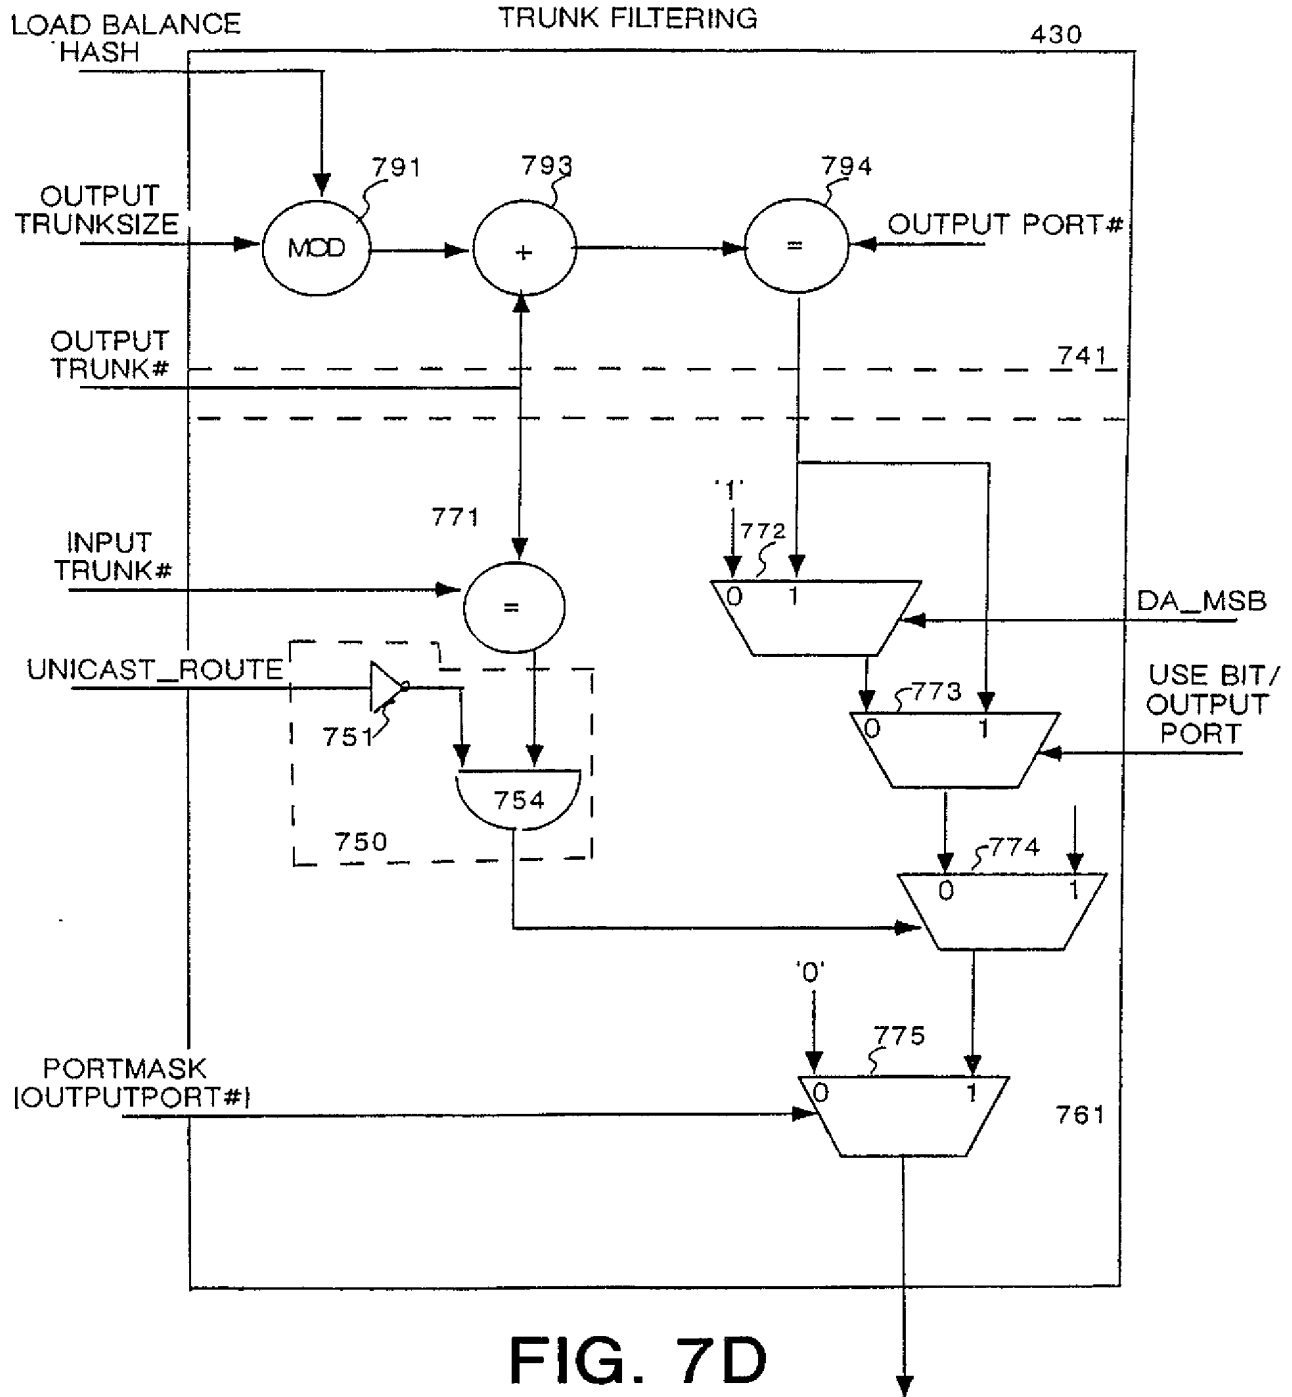 TRUNK FILTERING
LOAD BALANCE
HASH
430
791
793
794
OUTPUT
TRUNKSIZE
MOD
+
=
OUTPUT PORT#
OUTPUT
TRUNK#
741
'1'
771
772
INPUT
TRUNK#
=
0 1
DA_MSB
UNICAST_ROUTE
751
773
0 1
USE BIT/
OUTPUT
PORT
754
750
774
0 1
'0'
775
PORTMASK
[OUTPUTPORT#]
0 1
761
FIG. 7D